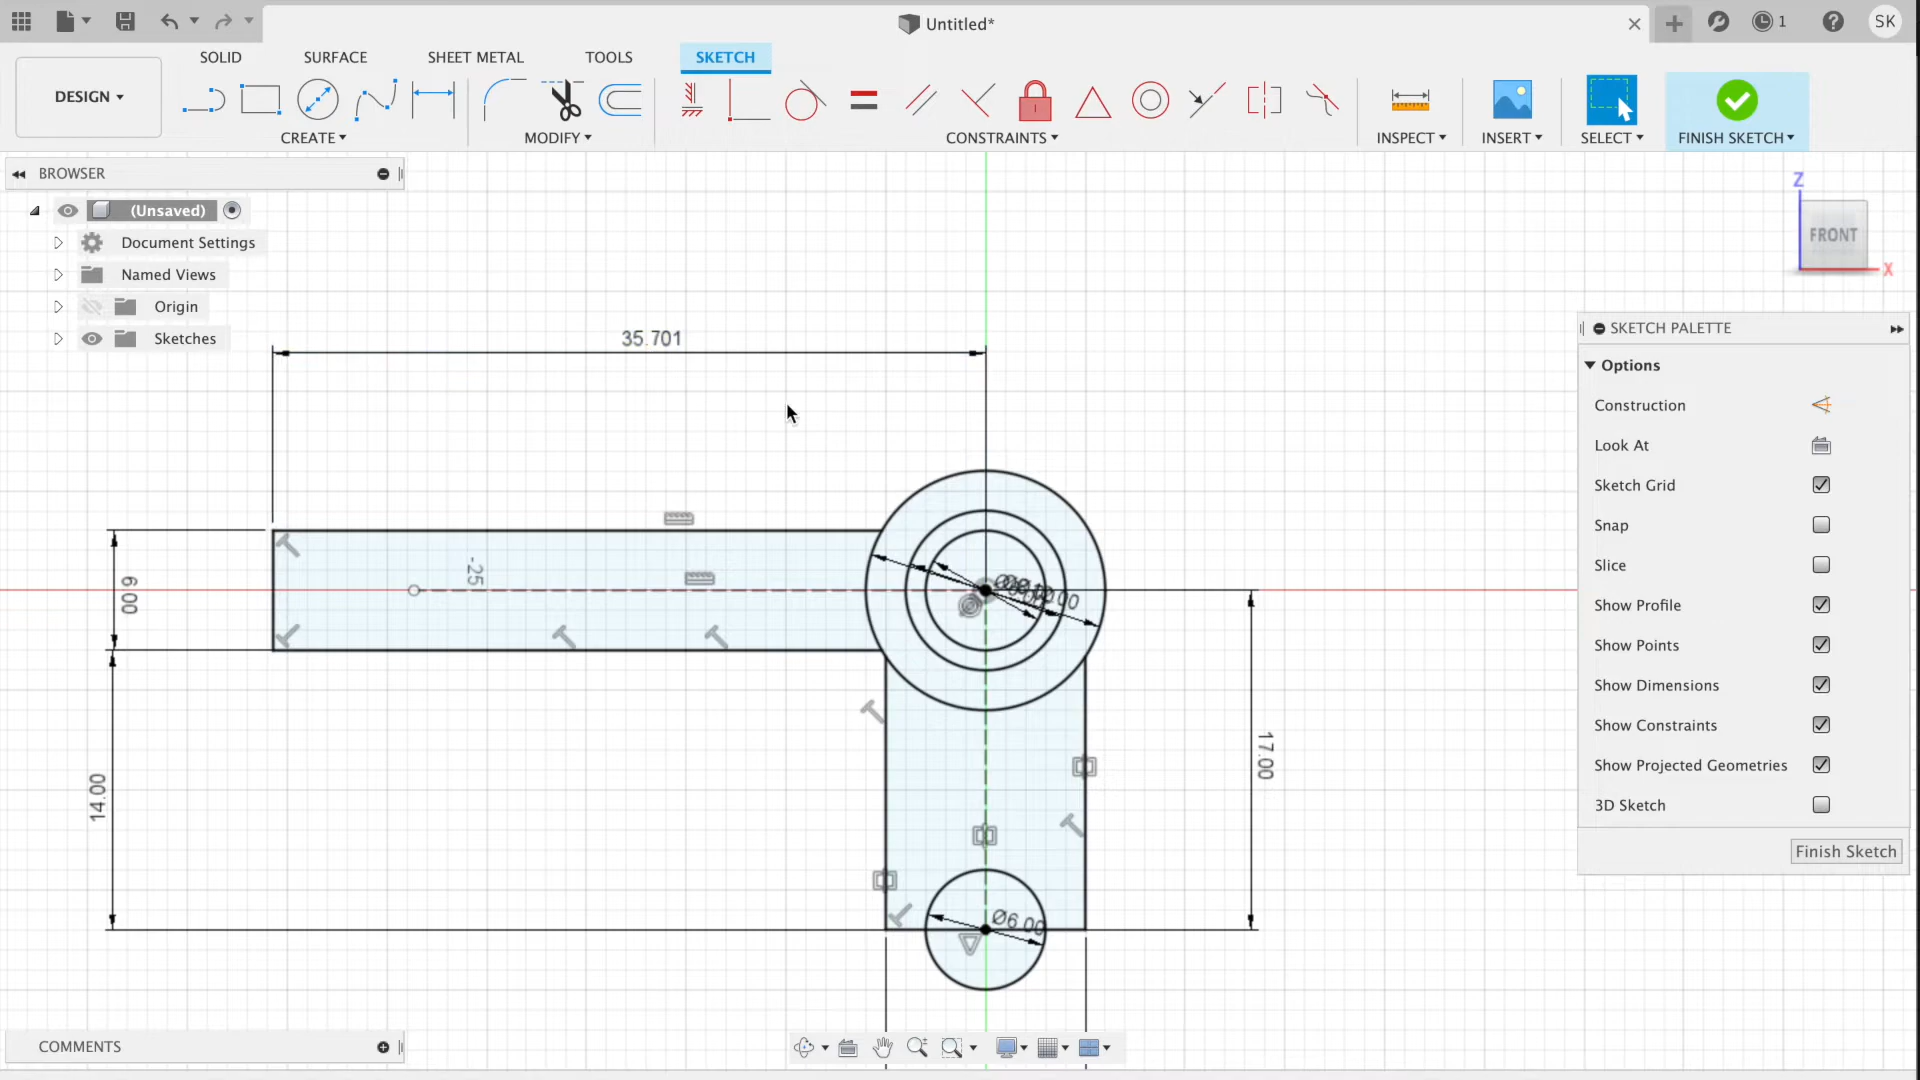 Untitled*
1
SK
SOLID
SURFACE
SHEET METAL
TOOLS
SKETCH
DESIGN
CREATE
MODIFY
CONSTRAINTS
INSPECT
INSERT
SELECT
FINISH SKETCH
BROWSER
(Unsaved)
Document Settings
Named Views
Origin
Sketches
Z
FRONT
X
SKETCH PALETTE
Options
Construction
Look At
Sketch Grid
Snap
Slice
Show Profile
Show Points
Show Dimensions
Show Constraints
Show Projected Geometries
3D Sketch
Finish Sketch
35.701
6.00
-25
14.00
17.00
Ø6.00
COMMENTS